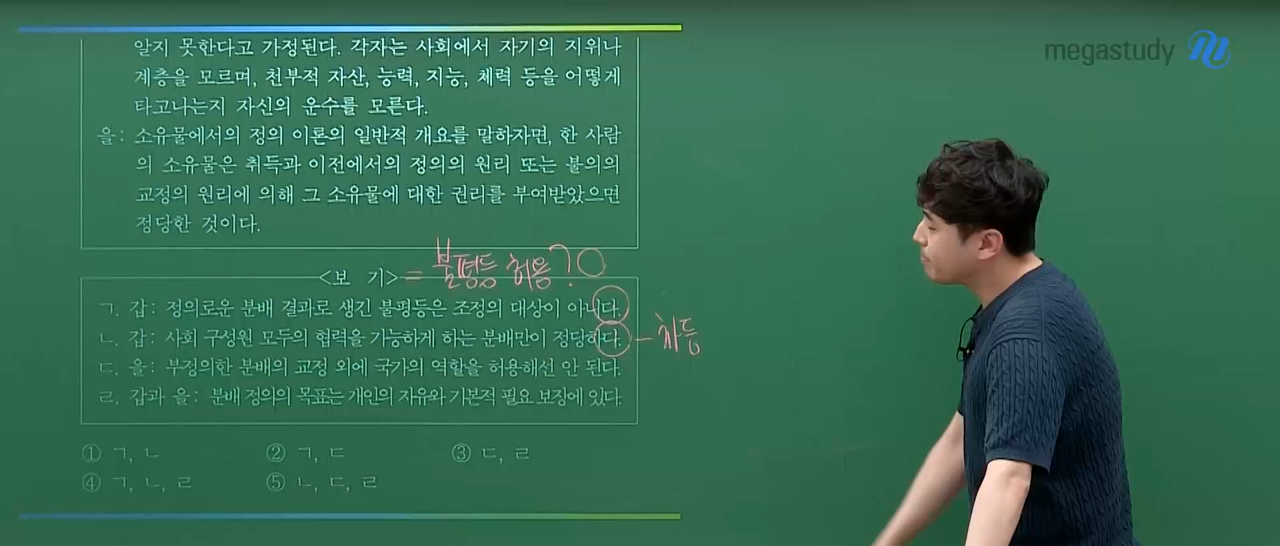 알지 못한다고 가정된다. 각자는 사회에서 자기의 지위나
계층을 모르며, 천부적 자산, 능력, 지능, 체력 등을 어떻게
타고나는지 자신의 운수를 모른다.
을: 소유물에서의 정의 이론의 일반적 개요를 말하자면, 한 사람
의 소유물은 취득과 이전에서의 정의의 원리 또는 불의의
교정의 원리에 의해 그 소유물에 대한 권리를 부여받았으면
정당한 것이다.
<보 기> = 불평등 허용? O
ㄱ. 갑: 정의로운 분배 결과로 생긴 불평등은 조정의 대상이 아니다.
ㄴ. 갑: 사회 구성원 모두의 협력을 가능하게 하는 분배만이 정당하다. - 차등
ㄷ. 을: 부정의한 분배의 교정 외에 국가의 역할을 허용해선 안 된다.
ㄹ. 갑과 을: 분배 정의의 목표는 개인의 자유와 기본적 필요 보장에 있다.
① ㄱ, ㄴ ② ㄱ, ㄷ ③ ㄷ, ㄹ
④ ㄱ, ㄴ, ㄹ ⑤ ㄴ, ㄷ, ㄹ
megastudy